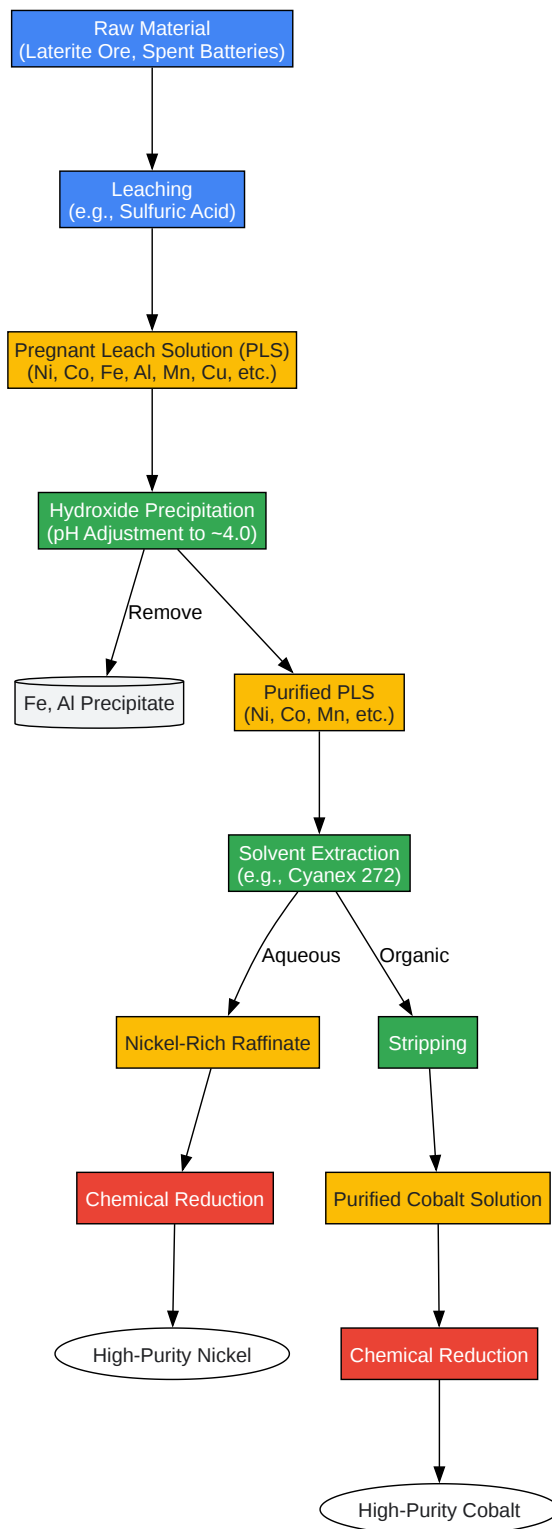 Raw Material
(Laterite Ore, Spent Batteries)
Leaching
(e.g., Sulfuric Acid)
Pregnant Leach Solution (PLS)
(Ni, Co, Fe, Al, Mn, Cu, etc.)
Hydroxide Precipitation
(pH Adjustment to ~4.0)
Remove
Fe, Al Precipitate
Purified PLS
(Ni, Co, Mn, etc.)
Solvent Extraction
(e.g., Cyanex 272)
Aqueous
Organic
Nickel-Rich Raffinate
Stripping
Chemical Reduction
Purified Cobalt Solution
High-Purity Nickel
Chemical Reduction
High-Purity Cobalt